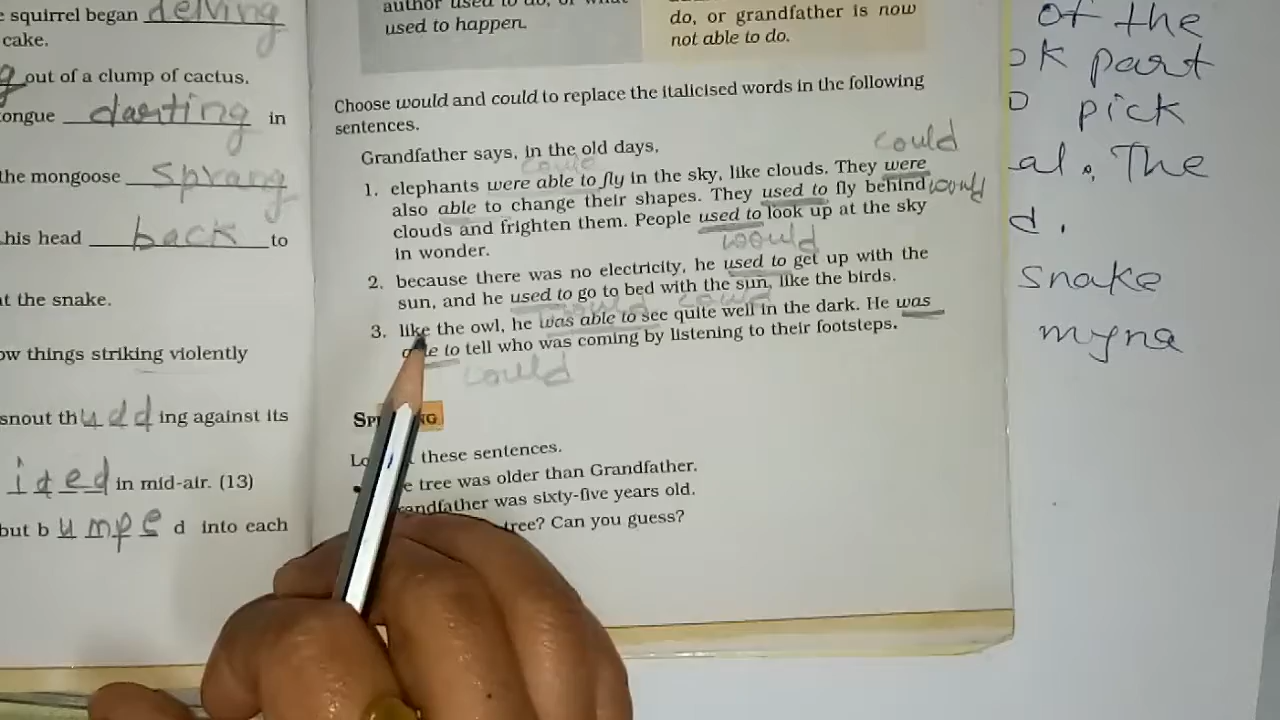 e squirrel began delving
cake.
out of a clump of cactus.
ongue darting in
the mongoose sprang
his head back to
t the snake.
ow things striking violently
snout thudding against its
ided in mid-air. (13)
but bumped into each
author used to do, or what
used to happen.
do, or grandfather is now
not able to do.
Choose would and could to replace the italicised words in the following
sentences.
Grandfather says, in the old days,
could
could
1. elephants were able to fly in the sky, like clouds. They were
also able to change their shapes. They used to fly behind would
clouds and frighten them. People used to look up at the sky
in wonder.
would
2. because there was no electricity, he used to get up with the
sun, and he used to go to bed with the sun, like the birds.
would could
3. like the owl, he was able to see quite well in the dark. He was
able to tell who was coming by listening to their footsteps.
could
these sentences.
e tree was older than Grandfather.
randfather was sixty-five years old.
tree? Can you guess?
of the
ok part
o pick
al. The
d.
snake
myna